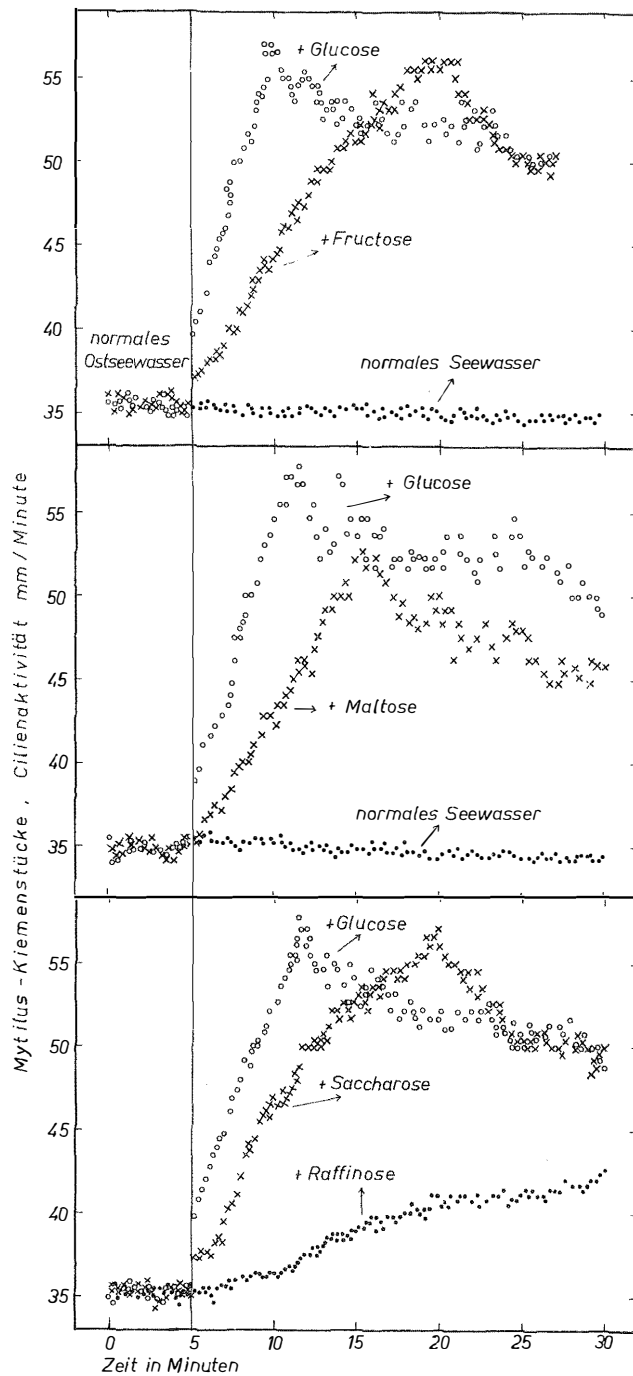 55
50
45
40
35
+ Glucose
+ Fructose
normales
Ostseewasser
normales Seewasser
55
50
45
40
35
+ Glucose
+ Maltose
normales Seewasser
55
50
45
40
35
+Glucose
+ Saccharose
+ Raffinose
0 5 10 15 20 25 30
Zeit in Minuten
Mytilus-Kiemenstücke, Cilienaktivität mm/Minute